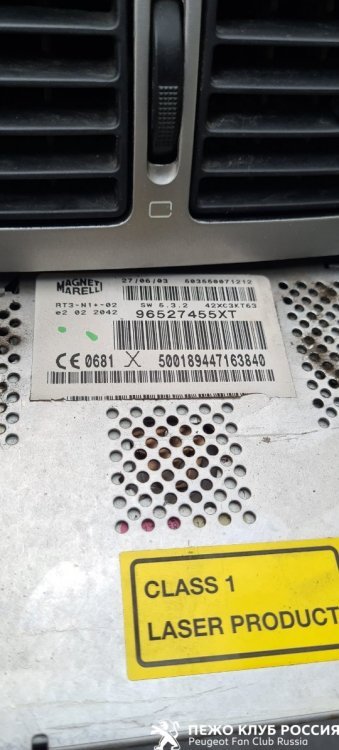 MAGNETI MARELLI
27/06/03 603560071212
RT3-N1+-02 SW 6.3.2 42XC3XT63
e2 02 2042 96527455XT
CE 0681 X 500189447163840
CLASS 1
LASER PRODUCT
ПЕЖО КЛУБ РОССИЯ
Peugeot Fan Club Russia